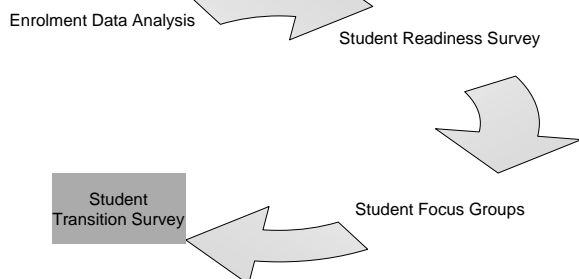 Enrolment Data Analysis
Student Readiness Survey
Student Focus Groups
Student
Transition Survey